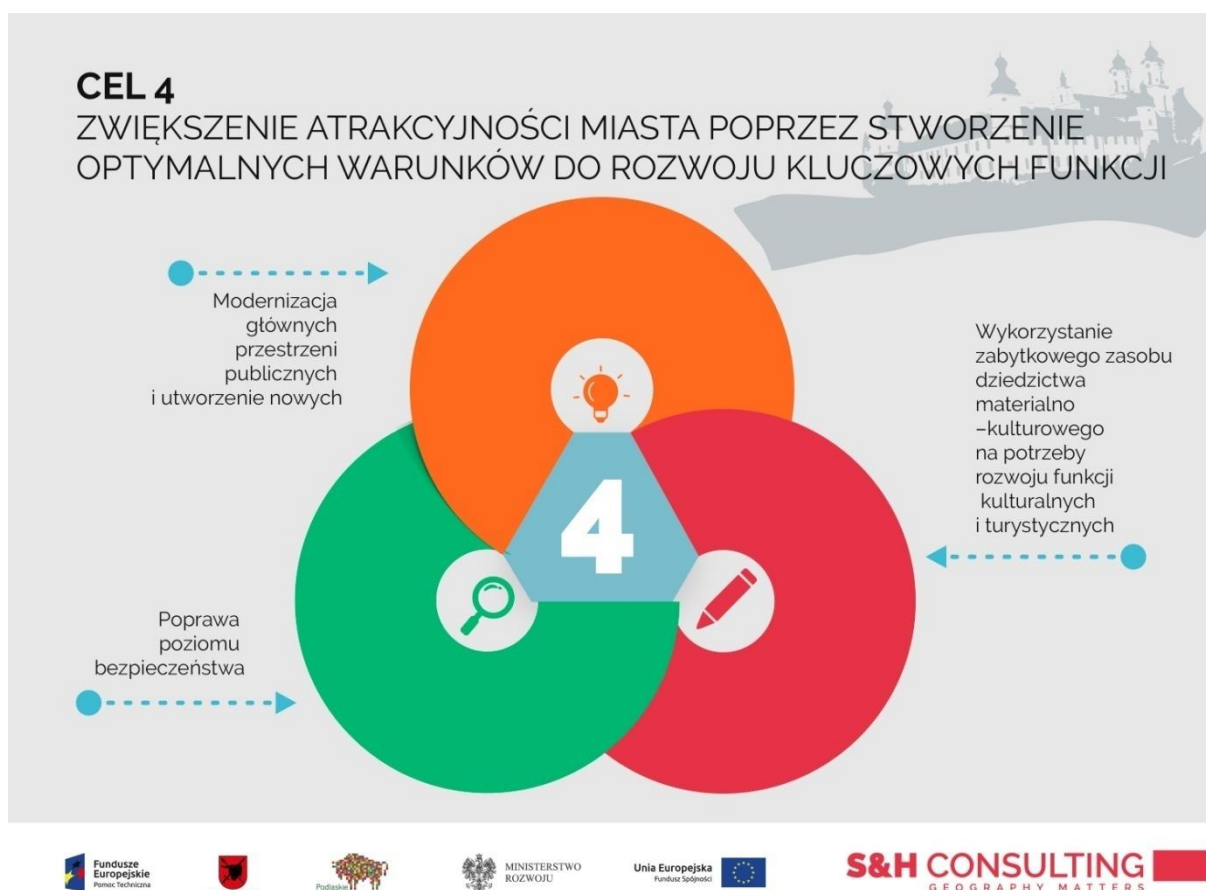 CEL 4
ZWIĘKSZENIE ATRAKCYJNOŚCI MIASTA POPRZEZ STWORZENIE
OPTYMALNYCH WARUNKÓW DO ROZWOJU KLUCZOWYCH FUNKCJI
Modernizacja
głównych
przestrzeni
publicznych
i utworzenie nowych
Wykorzystanie
zabytkowego zasobu
dziedzictwa
materialno
–kulturowego
na potrzeby
rozwoju funkcji
kulturalnych
i turystycznych
4
Poprawa
poziomu
bezpieczeństwa
Fundusze
Europejskie
Pomoc Techniczna
Podlaskie
MINISTERSTWO
ROZWOJU
Unia Europejska
Fundusz Spójności
S&H CONSULTING
GEOGRAPHY MATTERS